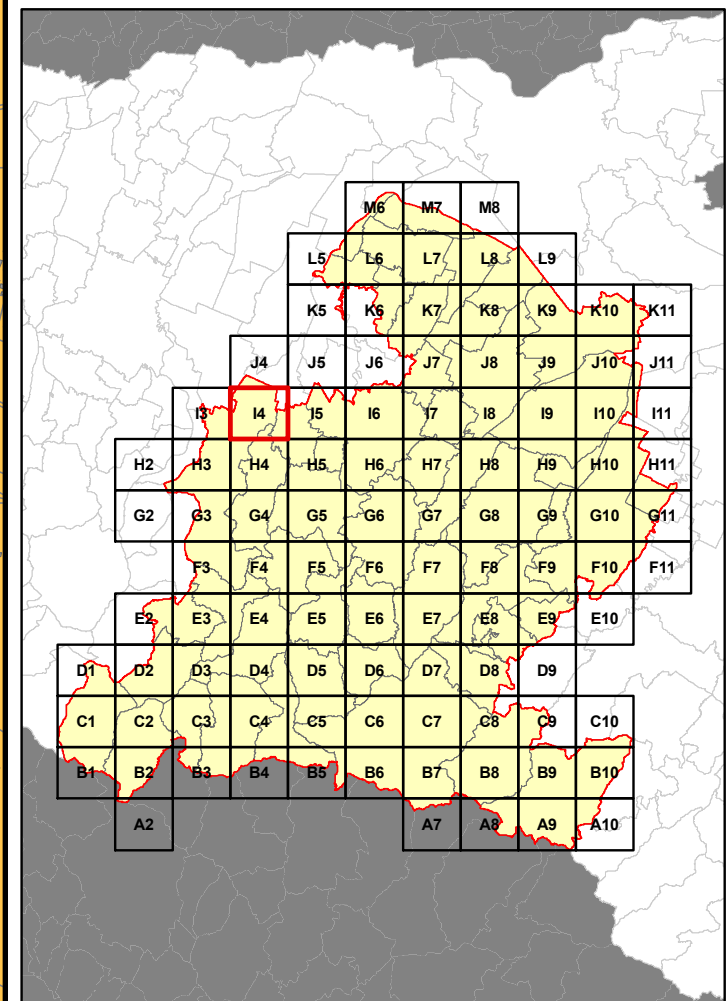 M6 M7 M8
L5 L6 L7 L8 L9
K5 K6 K7 K8 K9 K10 K11
J4 J5 J6 J7 J8 J9 J10 J11
I3 I4 I5 I6 I7 I8 I9 I10 I11
H2 H3 H4 H5 H6 H7 H8 H9 H10 H11
G2 G3 G4 G5 G6 G7 G8 G9 G10 G11
F3 F4 F5 F6 F7 F8 F9 F10 F11
E2 E3 E4 E5 E6 E7 E8 E9 E10
D1 D2 D3 D4 D5 D6 D7 D8 D9
C1 C2 C3 C4 C5 C6 C7 C8 C9 C10
B1 B2 B3 B4 B5 B6 B7 B8 B9 B10
A2 A7 A8 A9 A10